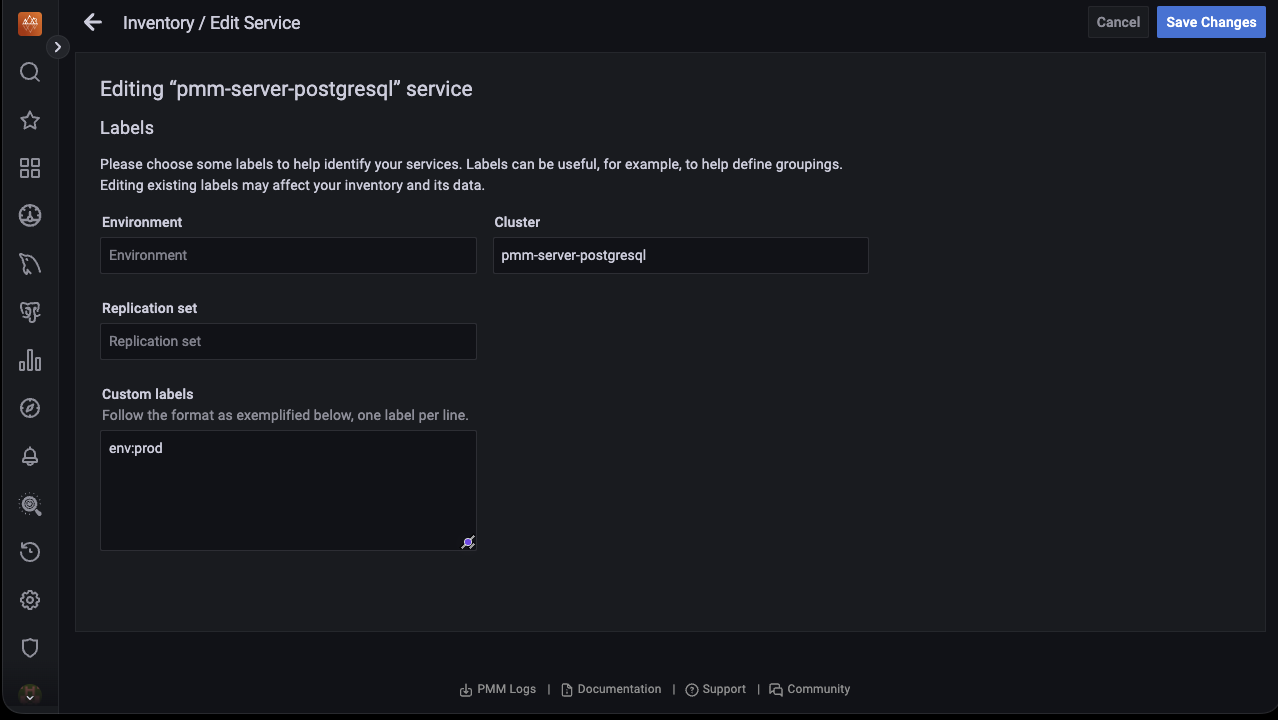 Inventory / Edit Service
Cancel
Save Changes
Editing “pmm-server-postgresql” service
Labels
Please choose some labels to help identify your services. Labels can be useful, for example, to help define groupings.
Editing existing labels may affect your inventory and its data.
Environment
Cluster
Environment
pmm-server-postgresql
Replication set
Replication set
Custom labels
Follow the format as exemplified below, one label per line.
env:prod
PMM Logs | Documentation | Support | Community